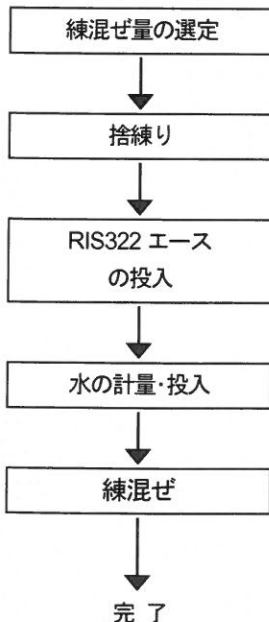 練混ぜ量の選定
捨練り
RIS322 エース
の投入
水の計量・投入
練混ぜ
完 了